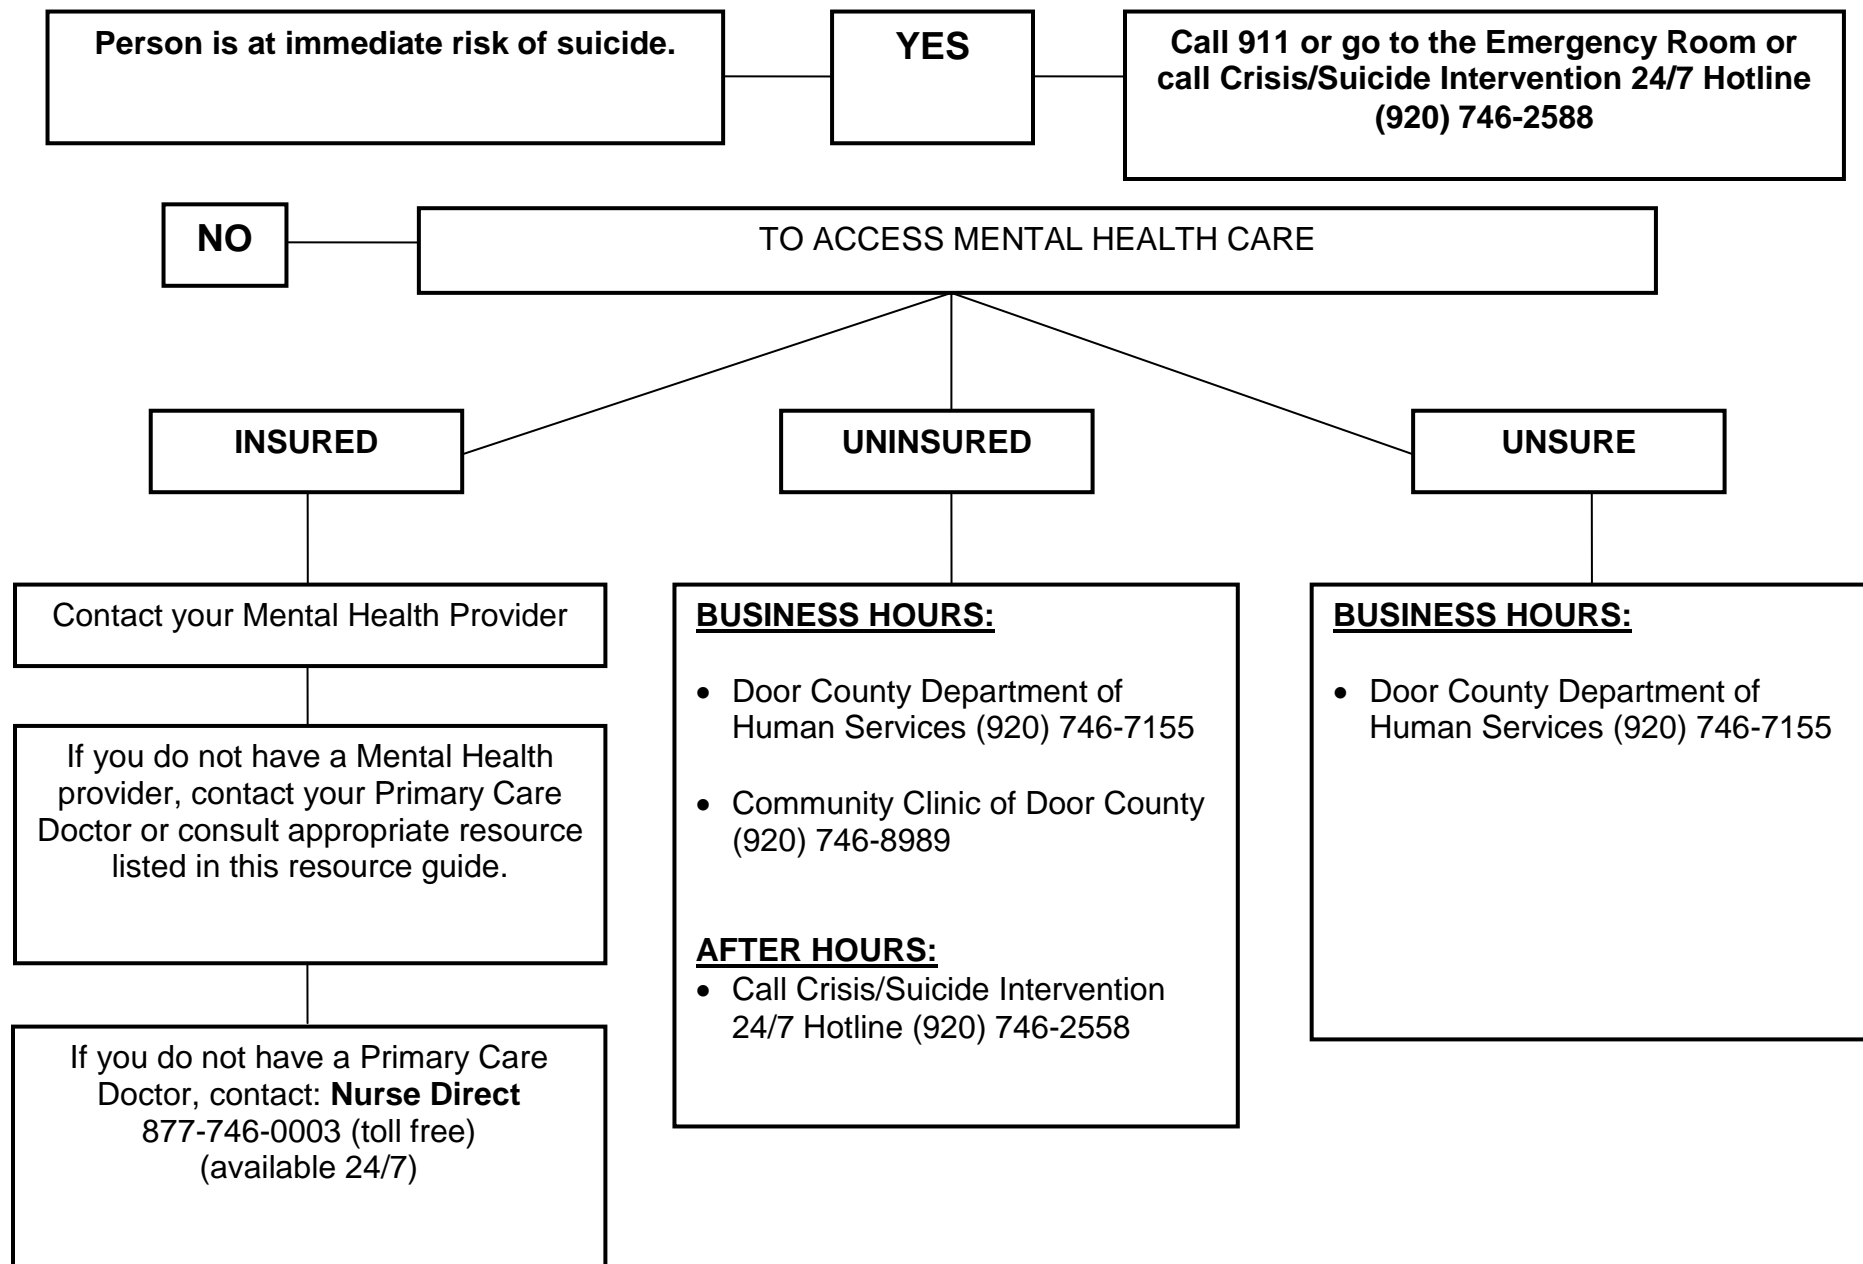 Person is at immediate risk of suicide.
YES
Call 911 or go to the Emergency Room or
call Crisis/Suicide Intervention 24/7 Hotline
(920) 746-2588
NO
TO ACCESS MENTAL HEALTH CARE
INSURED
UNINSURED
UNSURE
Contact your Mental Health Provider
If you do not have a Mental Health
provider, contact your Primary Care
Doctor or consult appropriate resource
listed in this resource guide.
If you do not have a Primary Care
Doctor, contact: Nurse Direct
877-746-0003 (toll free)
(available 24/7)
BUSINESS HOURS:
• Door County Department of
Human Services (920) 746-7155
• Community Clinic of Door County
(920) 746-8989
AFTER HOURS:
• Call Crisis/Suicide Intervention
24/7 Hotline (920) 746-2558
BUSINESS HOURS:
• Door County Department of
Human Services (920) 746-7155